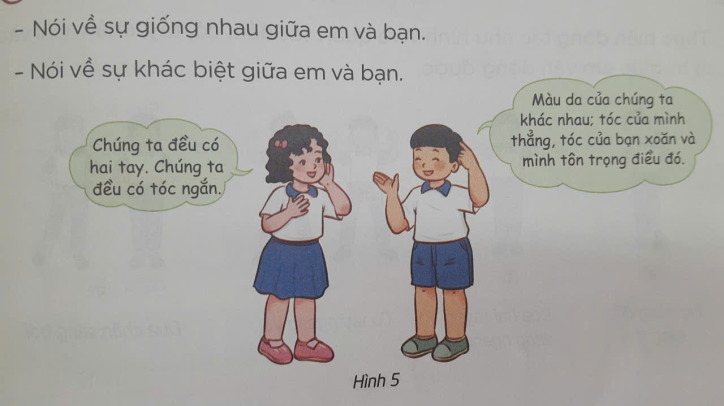 - Nói về sự giống nhau giữa em và bạn.
- Nói về sự khác biệt giữa em và bạn.
Chúng ta đều có
hai tay. Chúng ta
đều có tóc ngắn.
Màu da của chúng ta
khác nhau; tóc của mình
thẳng, tóc của bạn xoăn và
mình tôn trọng điều đó.
Hình 5